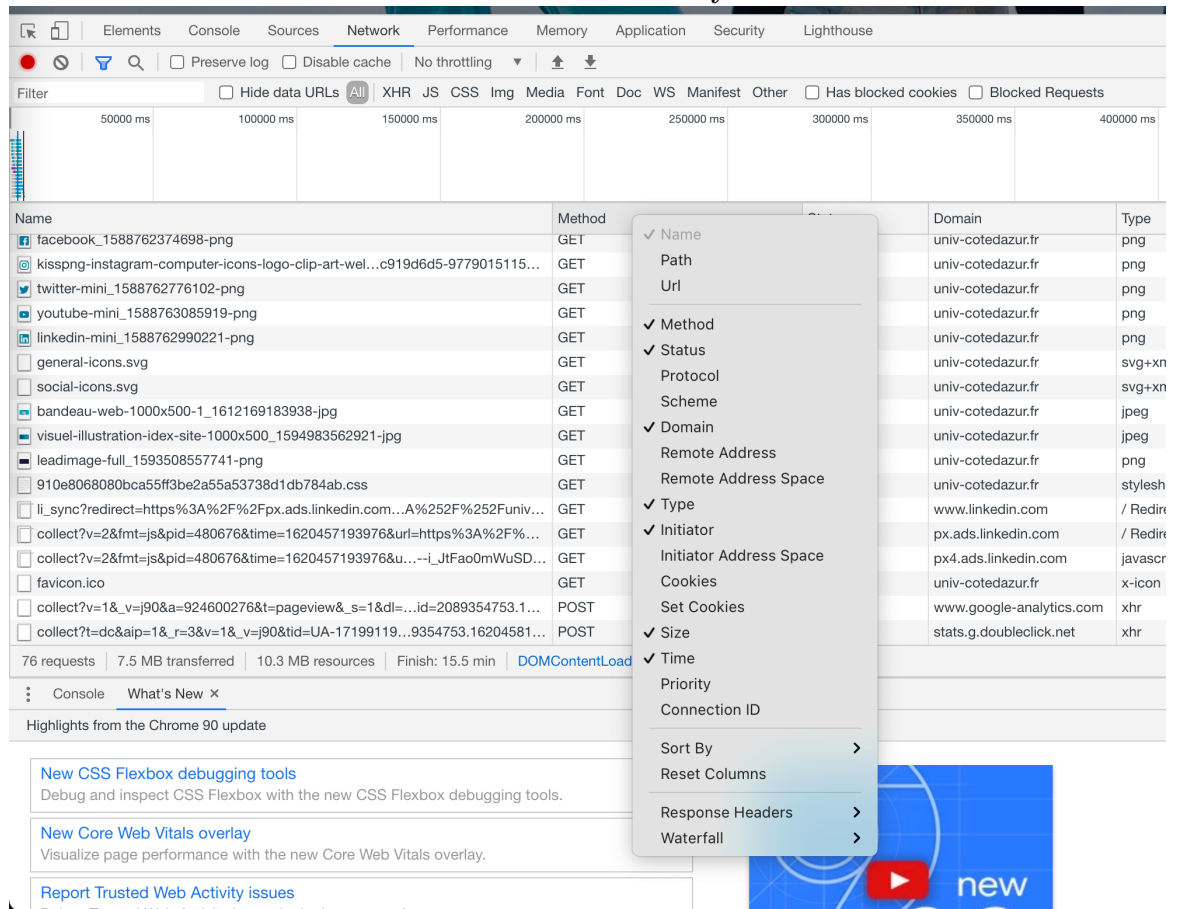 Elements Console Sources Network Performance Memory Application Security Lighthouse
Preserve log Disable cache No throttling
Filter Hide data URLs All XHR JS CSS Img Media Font Doc WS Manifest Other Has blocked cookies Blocked Requests
50000 ms 100000 ms 150000 ms 200000 ms 250000 ms 300000 ms 350000 ms 400000 ms
Name Method Domain Type
facebook_1588762374698-png GET univ-cotedazur.fr png
kisspng-instagram-computer-icons-logo-clip-art-wel…c919d6d5-9779015115… GET univ-cotedazur.fr png
twitter-mini_1588762776102-png GET univ-cotedazur.fr png
youtube-mini_1588763085919-png GET univ-cotedazur.fr png
linkedin-mini_1588762990221-png GET univ-cotedazur.fr png
general-icons.svg GET univ-cotedazur.fr svg+xm
social-icons.svg GET univ-cotedazur.fr svg+xm
bandeau-web-1000x500-1_1612169183938-jpg GET univ-cotedazur.fr jpeg
visuel-illustration-idex-site-1000x500_1594983562921-jpg GET univ-cotedazur.fr jpeg
leadimage-full_1593508557741-png GET univ-cotedazur.fr png
910e8068080bca55ff3be2a55a53738d1db784ab.css GET univ-cotedazur.fr stylesh
li_sync?redirect=https%3A%2F%2Fpx.ads.linkedin.com…A%252F%252Funiv… GET www.linkedin.com / Redire
collect?v=2&fmt=js&pid=480676&time=1620457193976&url=https%3A%2F%… GET px.ads.linkedin.com / Redire
collect?v=2&fmt=js&pid=480676&time=1620457193976&u…--i_JtFao0mWuSD… GET px4.ads.linkedin.com javascr
favicon.ico GET univ-cotedazur.fr x-icon
collect?v=1&_v=j90&a=924600276&t=pageview&_s=1&dl=…id=2089354753.1… POST www.google-analytics.com xhr
collect?t=dc&aip=1&_r=3&v=1&_v=j90&tid=UA-17199119…9354753.16204581… POST stats.g.doubleclick.net xhr
76 requests 7.5 MB transferred 10.3 MB resources Finish: 15.5 min DOMContentLoad
Name
Path
Url
Method
Status
Protocol
Scheme
Domain
Remote Address
Remote Address Space
Type
Initiator
Initiator Address Space
Cookies
Set Cookies
Size
Time
Priority
Connection ID
Sort By
Reset Columns
Response Headers
Waterfall
Console What's New
Highlights from the Chrome 90 update
New CSS Flexbox debugging tools
Debug and inspect CSS Flexbox with the new CSS Flexbox debugging tools.
New Core Web Vitals overlay
Visualize page performance with the new Core Web Vitals overlay.
Report Trusted Web Activity issues
new